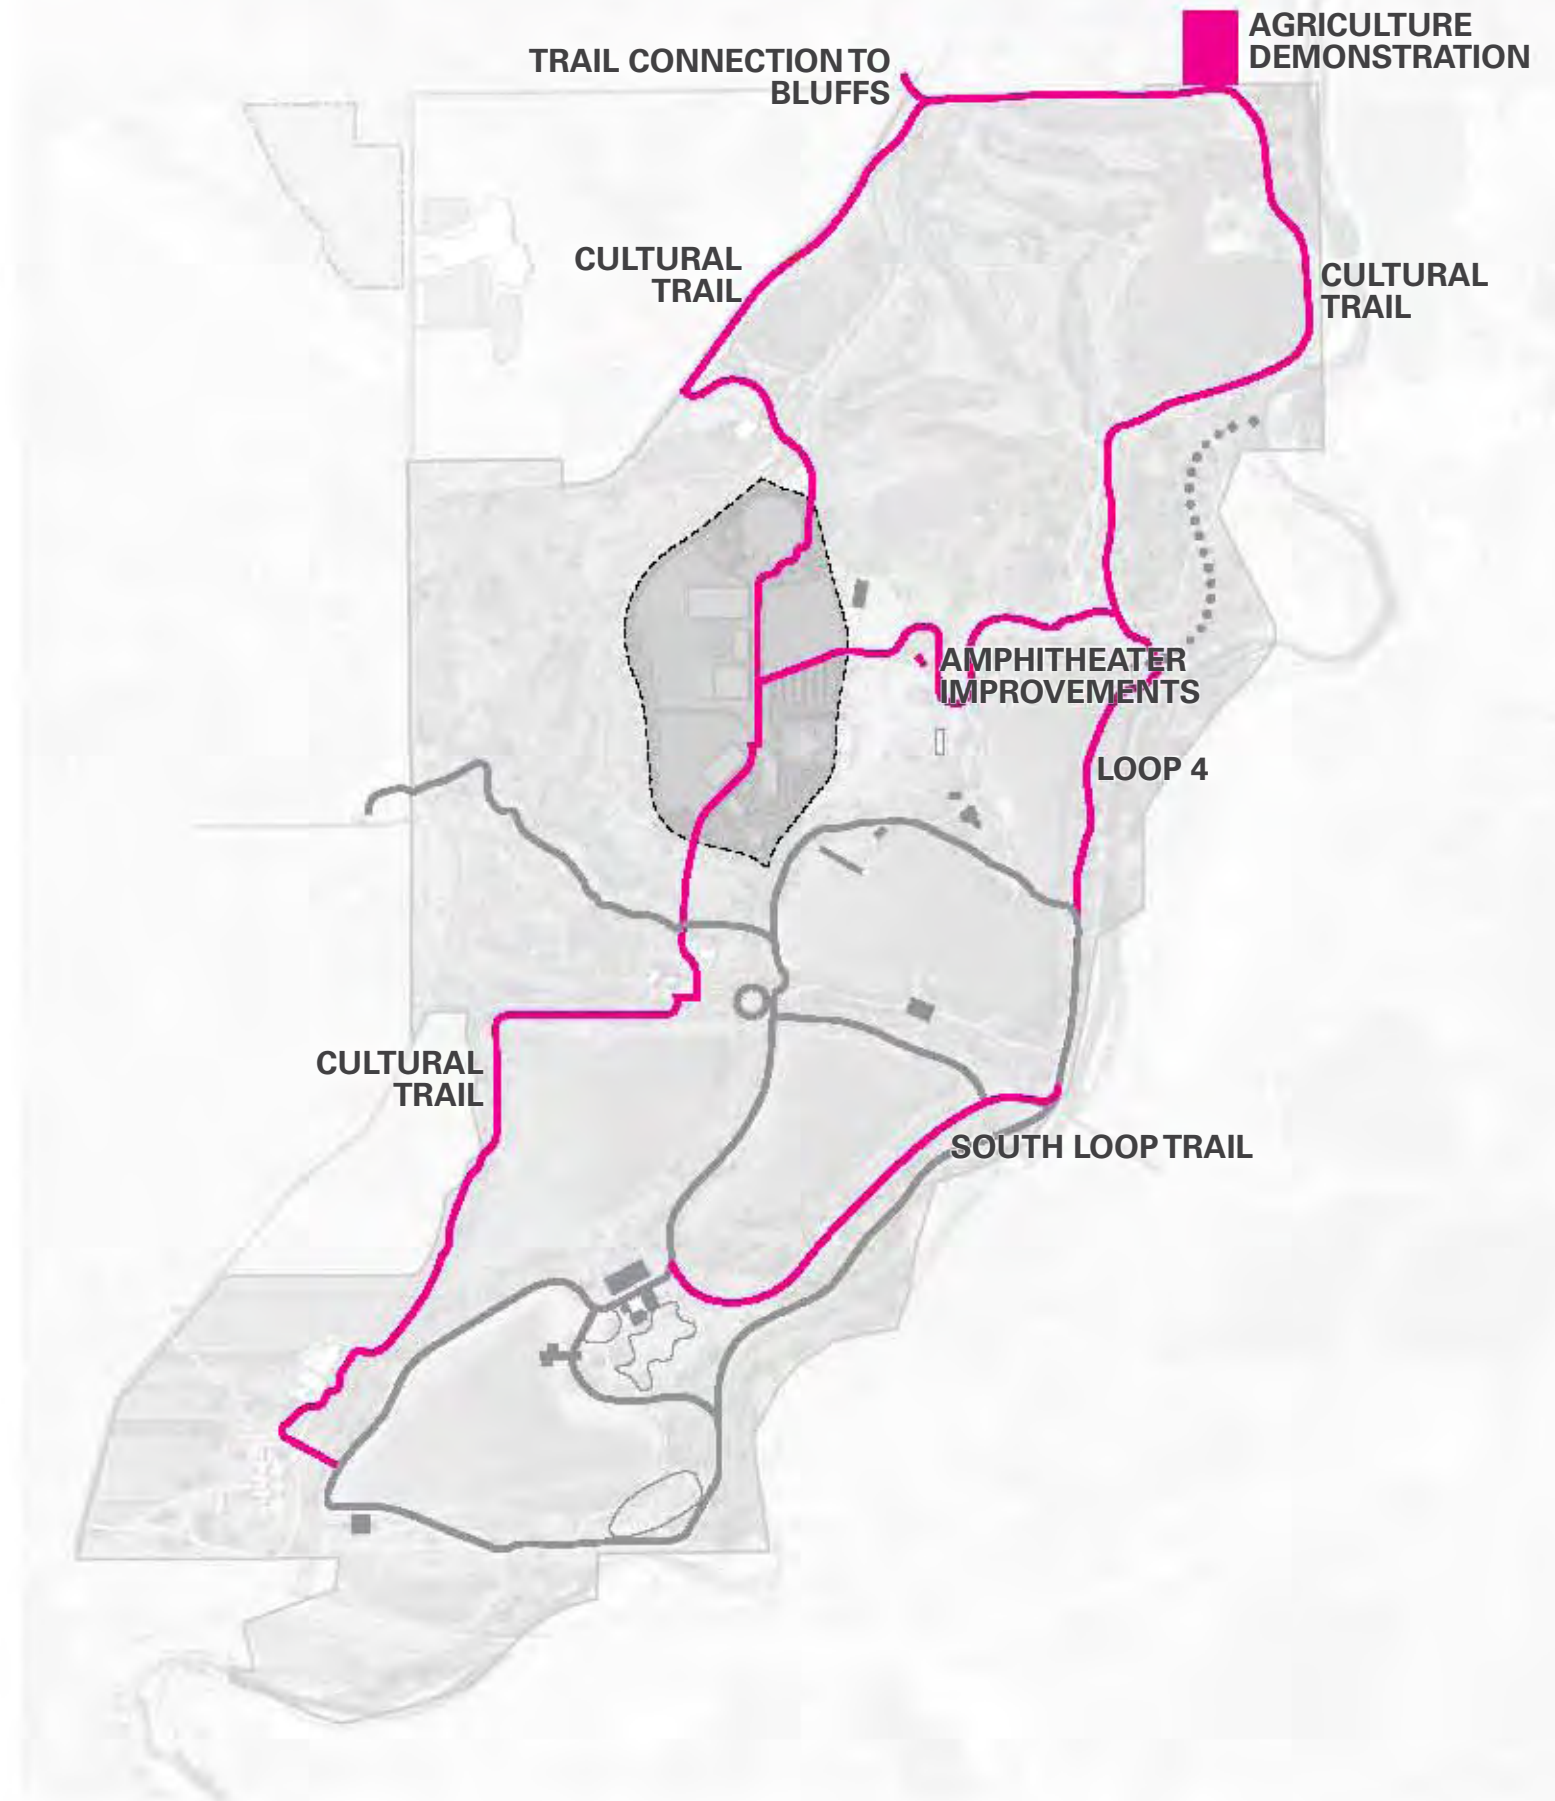 AGRICULTURE
DEMONSTRATION
TRAIL CONNECTION TO
BLUFFS
CULTURAL
TRAIL
CULTURAL
TRAIL
AMPHITHEATER
IMPROVEMENTS
LOOP 4
CULTURAL
TRAIL
SOUTH LOOP TRAIL